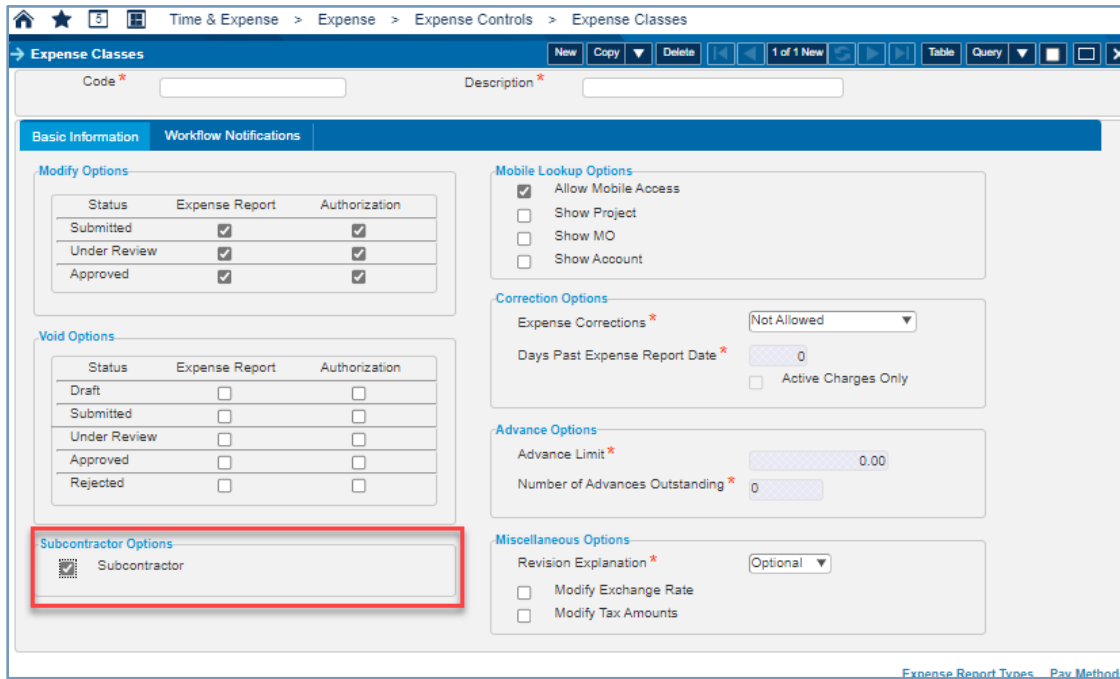 5 Time & Expense > Expense > Expense Controls > Expense Classes
Expense Classes New Copy Delete 1 of 1 New Table Query
Code * Description *
Basic Information Workflow Notifications
Modify Options
Status Expense Report Authorization
Submitted
Under Review
Approved
Void Options
Status Expense Report Authorization
Draft
Submitted
Under Review
Approved
Rejected
Subcontractor Options
Subcontractor
Mobile Lookup Options
Allow Mobile Access
Show Project
Show MO
Show Account
Correction Options
Expense Corrections * Not Allowed
Days Past Expense Report Date * 0
Active Charges Only
Advance Options
Advance Limit * 0.00
Number of Advances Outstanding * 0
Miscellaneous Options
Revision Explanation * Optional
Modify Exchange Rate
Modify Tax Amounts
Expense Report Types Pay Method